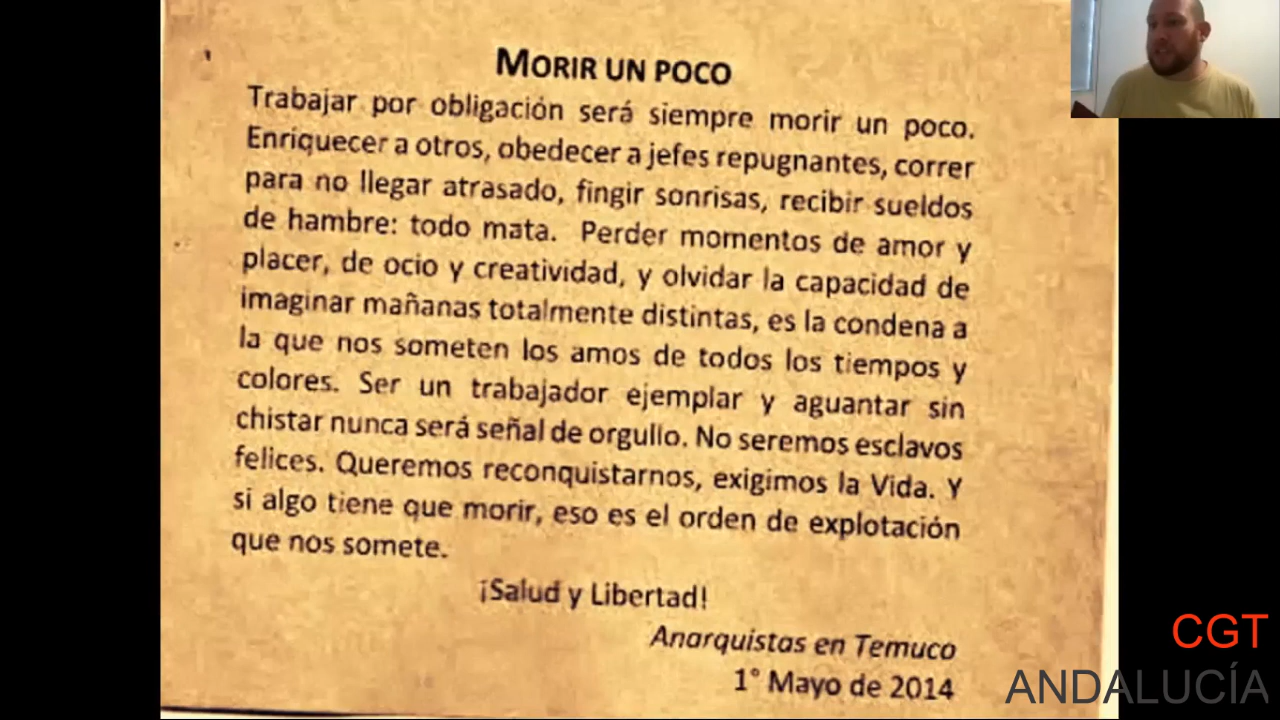 MORIR UN POCO
Trabajar por obligación será siempre morir un poco.
Enriquecer a otros, obedecer a jefes repugnantes, correr
para no llegar atrasado, fingir sonrisas, recibir sueldos
de hambre: todo mata. Perder momentos de amor y
placer, de ocio y creatividad, y olvidar la capacidad de
imaginar mañanas totalmente distintas, es la condena a
la que nos someten los amos de todos los tiempos y
colores. Ser un trabajador ejemplar y aguantar sin
chistar nunca será señal de orgullo. No seremos esclavos
felices. Queremos reconquistarnos, exigimos la Vida. Y
si algo tiene que morir, eso es el orden de explotación
que nos somete.
¡Salud y Libertad!
Anarquistas en Temuco
1° Mayo de 2014
CGT
ANDALUCÍA